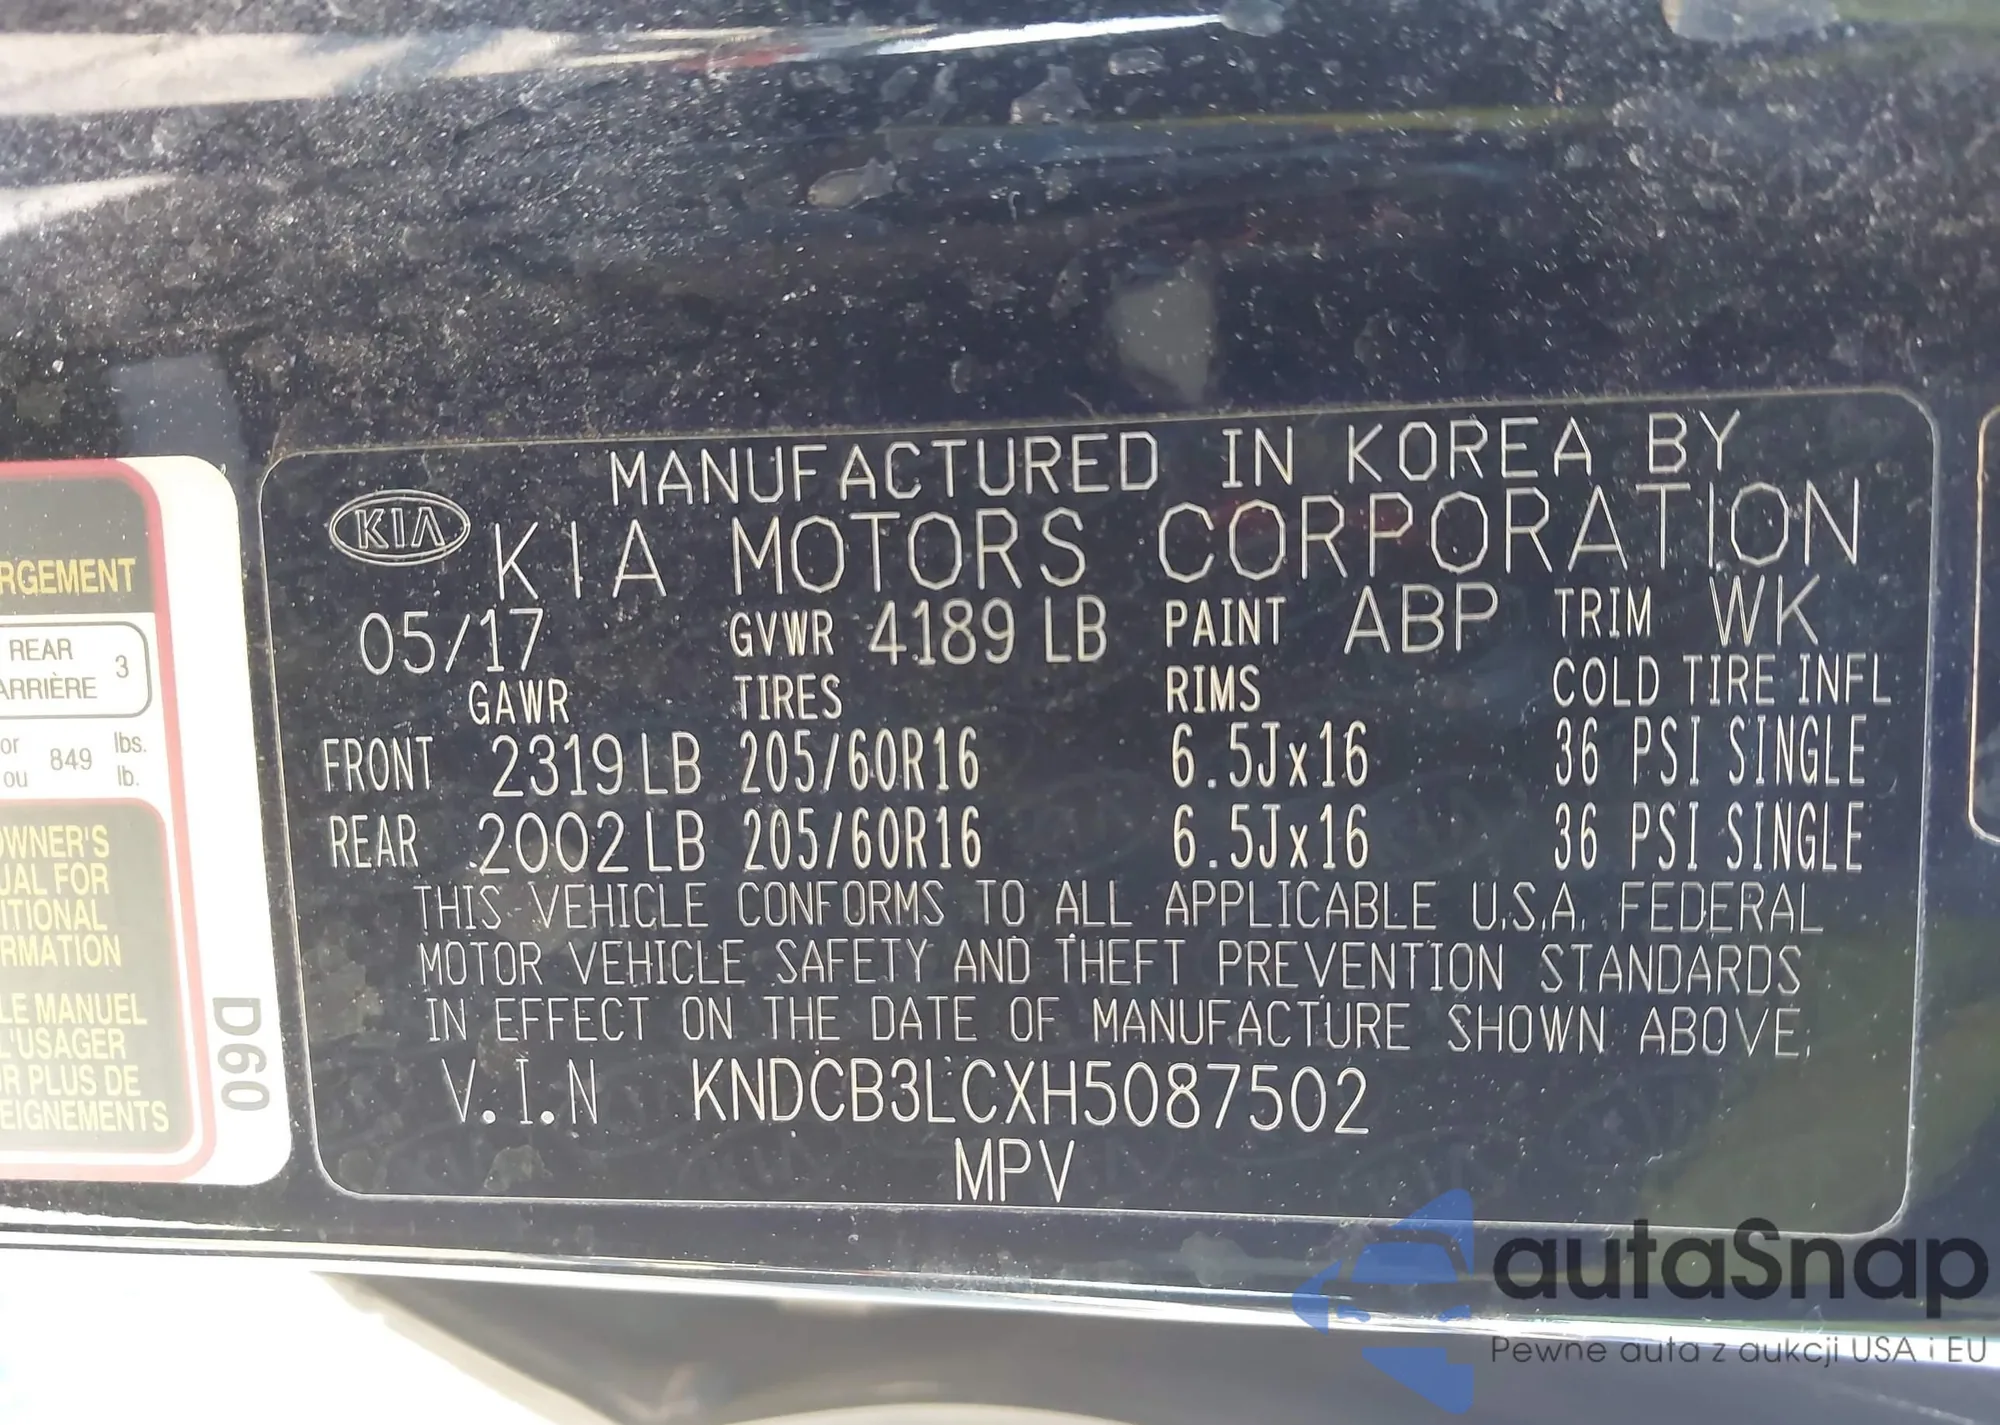 MANUFACTURED IN KOREA BY
KIA
KIA MOTORS CORPORATION
05/17 GVWR 4189 LB PAINT ABP TRIM WK
GAWR TIRES RIMS COLD TIRE INFL
FRONT 2319 LB 205/60R16 6.5Jx16 36 PSI SINGLE
REAR 2002 LB 205/60R16 6.5Jx16 36 PSI SINGLE
THIS VEHICLE CONFORMS TO ALL APPLICABLE U.S.A. FEDERAL
MOTOR VEHICLE SAFETY AND THEFT PREVENTION STANDARDS
IN EFFECT ON THE DATE OF MANUFACTURE SHOWN ABOVE.
V.I.N KNDCB3LCXH5087502
MPV
RGEMENT
REAR
ARRIÈRE 3
or
ou 849 lbs.
lb.
OWNER'S
UAL FOR
ITIONAL
RMATION
LE MANUEL
L'USAGER
R PLUS DE
EIGNEMENTS
D60
autaSnap
Pewne auta z aukcji USA i EU